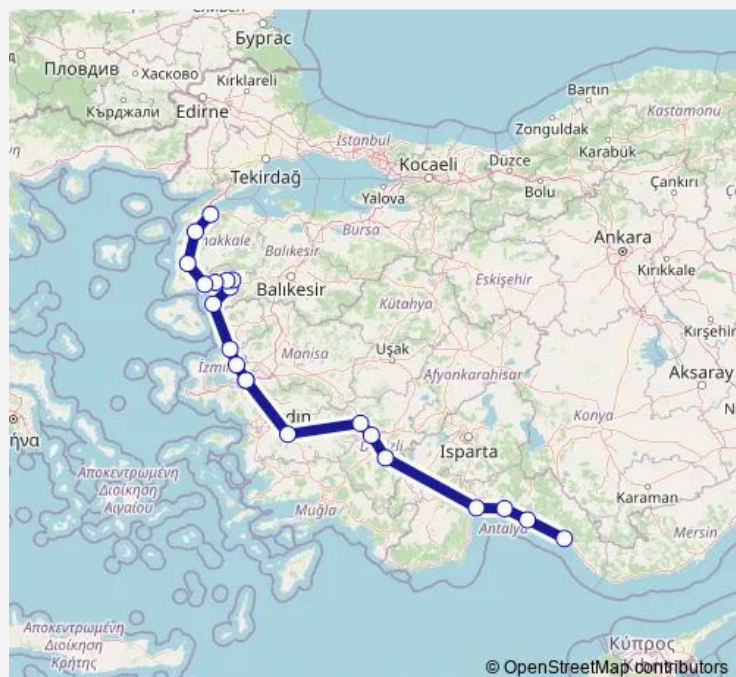 Бургас
Пловдив
Хасково
Kırklareli
Кърджали
Edirne
Bartın
Zonguldak
Kastamonu
Karabük
İstanbul
Kocaeli
Düzce
Tekirdağ
Bolu
Çankırı
Yalova
Bursa
Ankara
Balıkesir
Kırıkkale
Eskişehir
Balıkesir
Kütahya
Kırşehir
Manisa
Uşak
Aksaray
İzmir
Afyonkarahisar
Konya
Isparta
Αποκεντρωμένη
Διοίκηση
Αιγαίου
Muğla
Karaman
Antalya
Mersin
Αποκεντρωμένη
Διοίκηση
Κρήτης
Κύπρος
© OpenStreetMap contributors